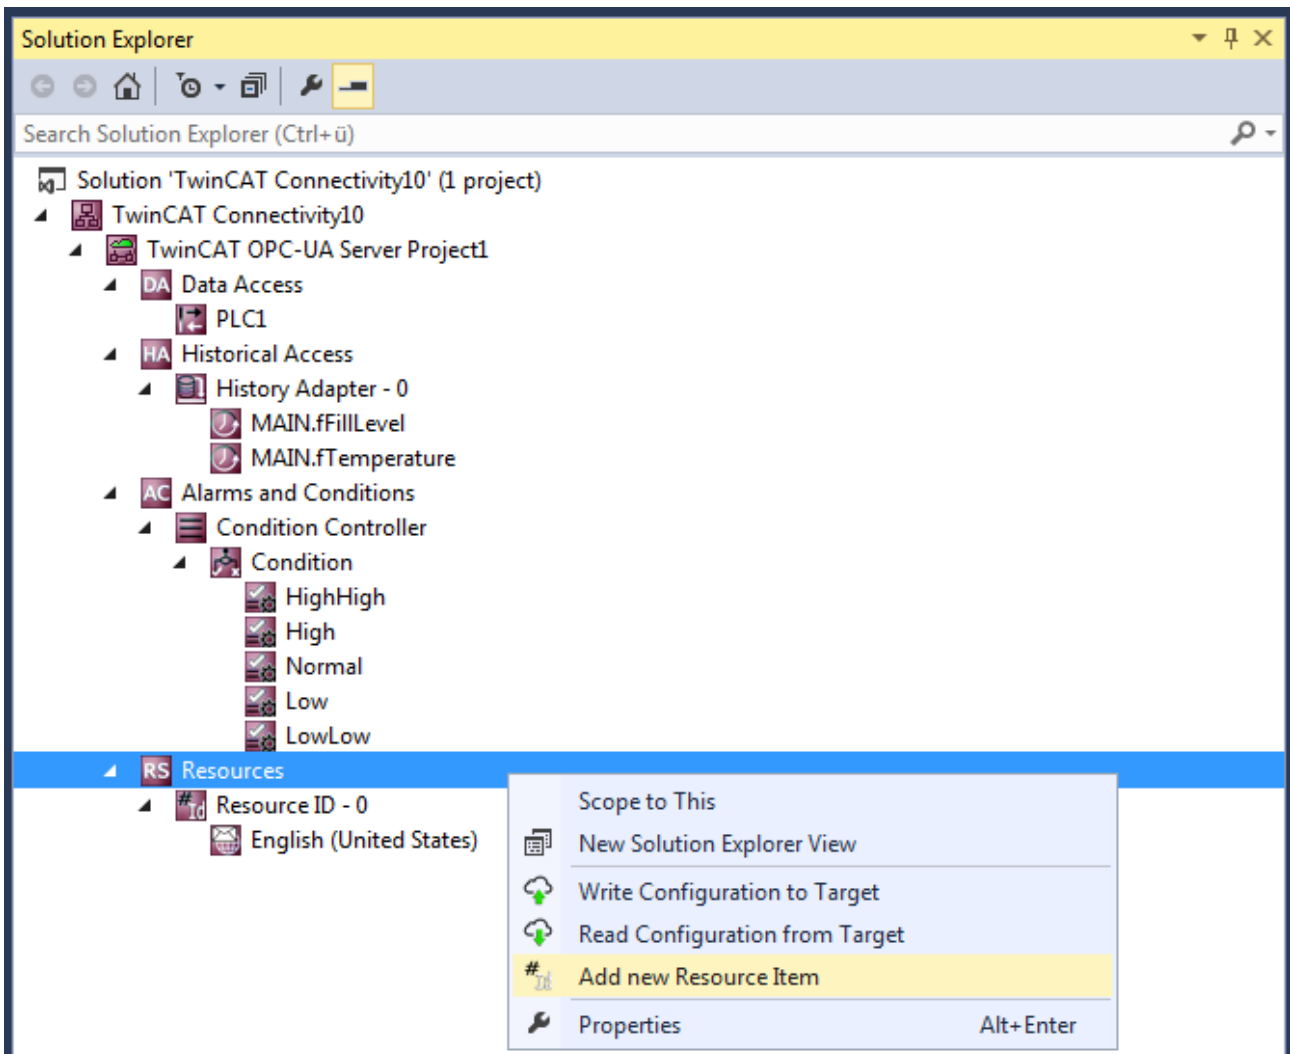 Solution Explorer
Search Solution Explorer (Ctrl+ü)
Solution 'TwinCAT Connectivity10' (1 project)
TwinCAT Connectivity10
TwinCAT OPC-UA Server Project1
DA Data Access
PLC1
HA Historical Access
History Adapter - 0
MAIN.fFillLevel
MAIN.fTemperature
AC Alarms and Conditions
Condition Controller
Condition
HighHigh
High
Normal
Low
LowLow
RS Resources
#Id Resource ID - 0
English (United States)
Scope to This
New Solution Explorer View
Write Configuration to Target
Read Configuration from Target
#Id Add new Resource Item
Properties Alt+Enter